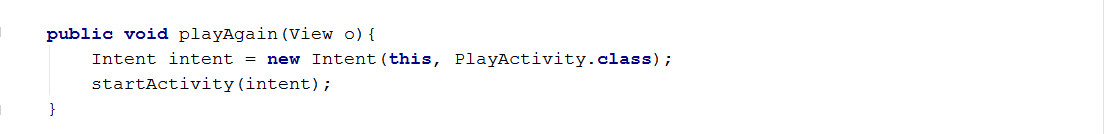 public void playAgain(View o){
Intent intent = new Intent(this, PlayActivity.class);
startActivity(intent);
}